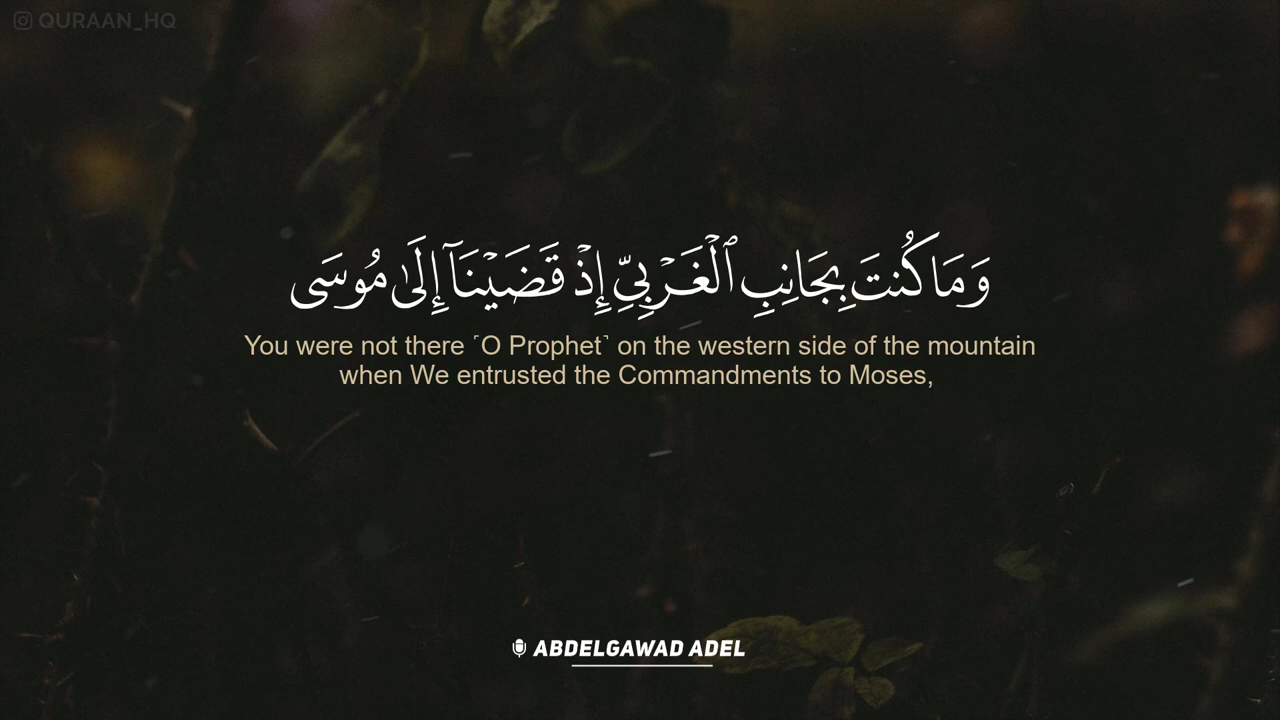 QURAAN_HQ
وَمَا كُنتَ بِجَانِبِ ٱلْغَرْبِىِّ إِذْ قَضَيْنَآ إِلَىٰ مُوسَى
You were not there ˹O Prophet˺ on the western side of the mountain
when We entrusted the Commandments to Moses,
ABDELGAWAD ADEL